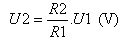 U2 = R2/R1 .U1 (V)